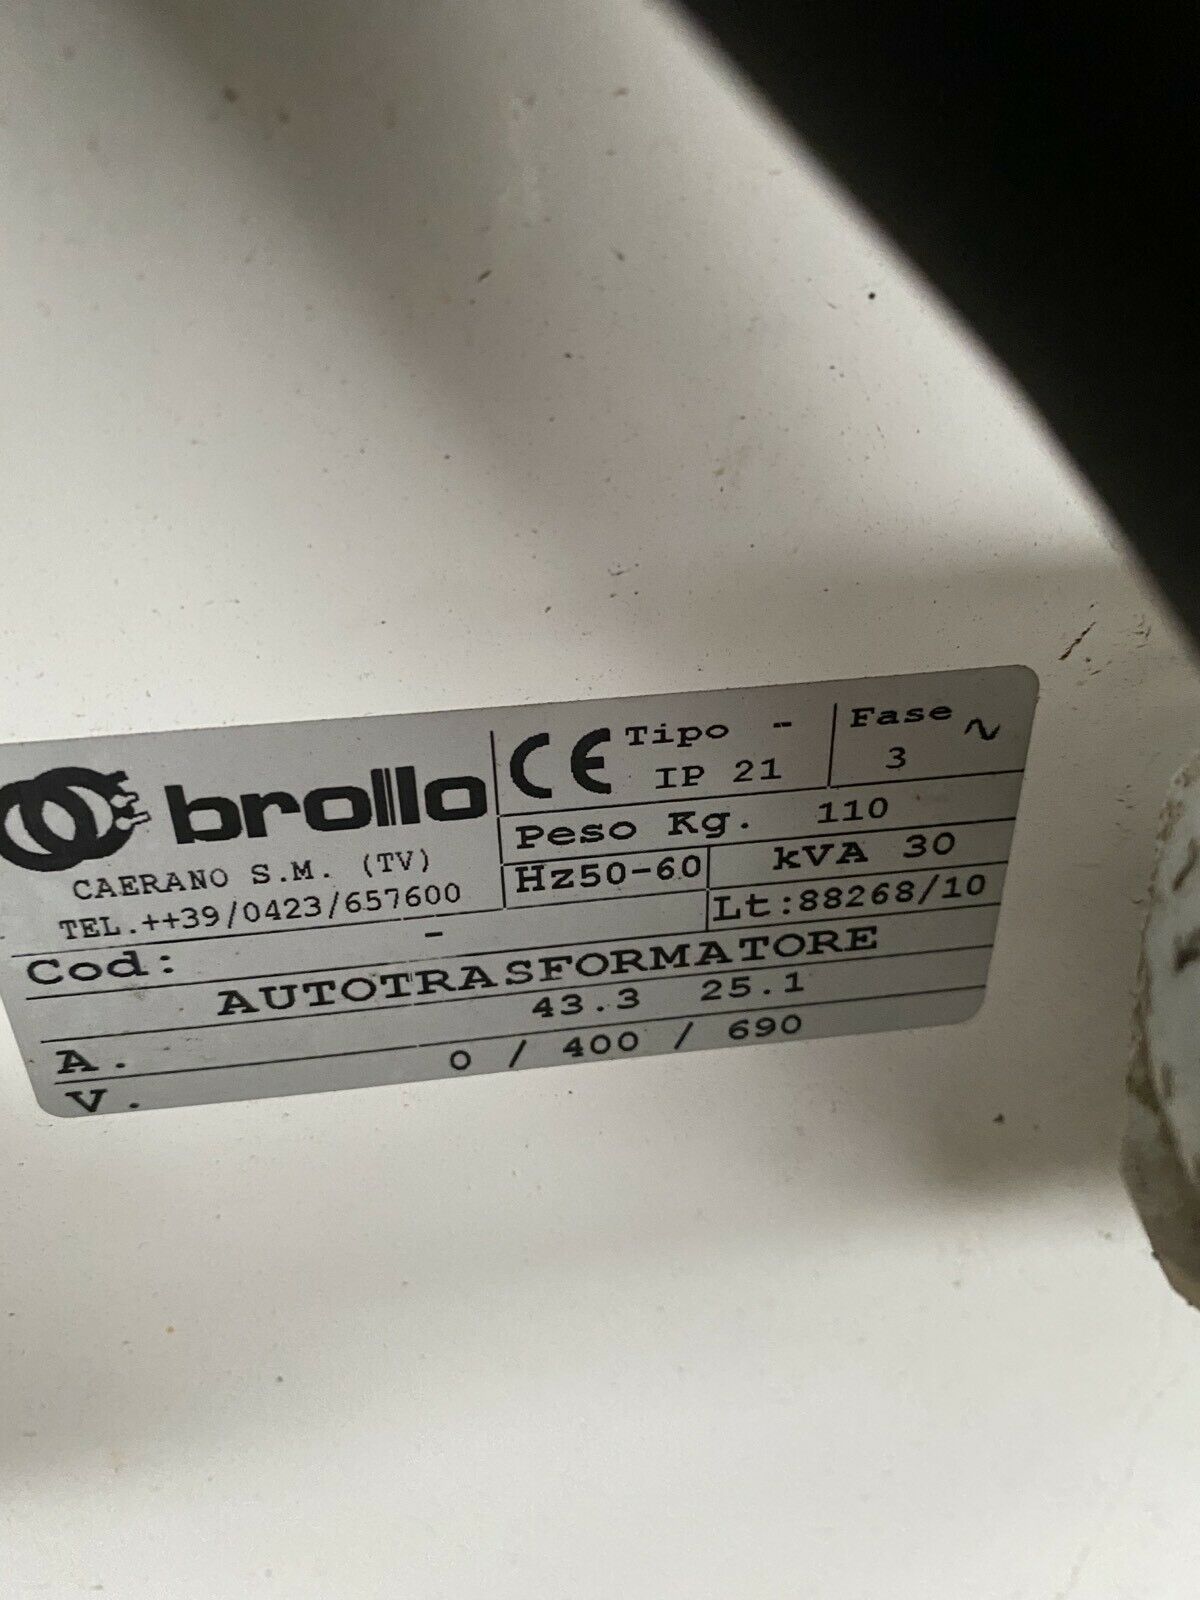 brollo
CAERANO S.M. (TV)
TEL.++39/0423/657600
CE Tipo -
IP 21
Fase ~
3
Peso Kg. 110
Hz50-60 kVA 30
Lt:88268/10
Cod: -
AUTOTRASFORMATORE
A. 43.3 25.1
V. 0 / 400 / 690